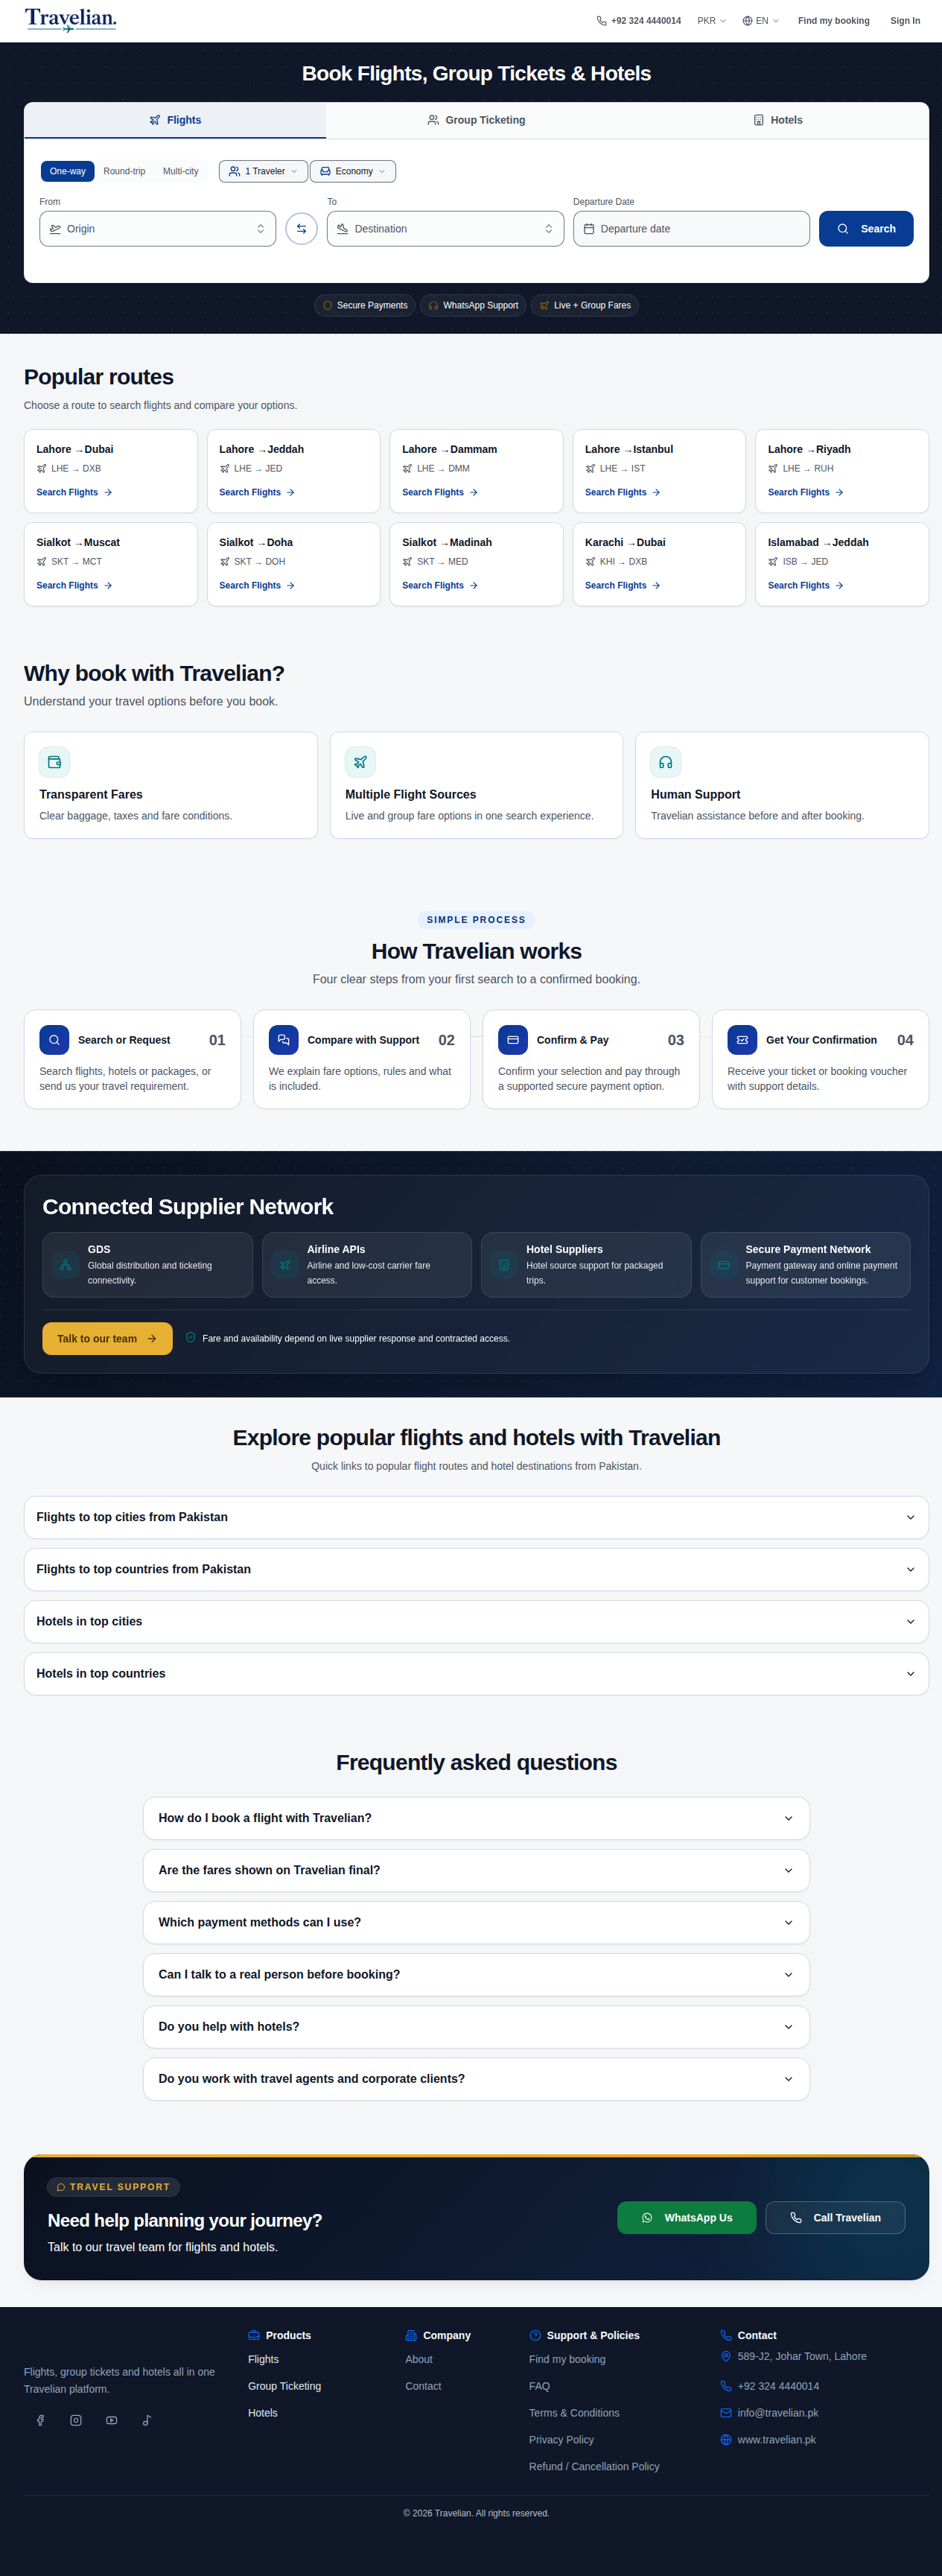 Travelian.
+92 324 4440014
PKR
EN
Find my booking
Sign In
Book Flights, Group Tickets & Hotels
Flights
Group Ticketing
Hotels
One-way
Round-trip
Multi-city
1 Traveler
Economy
From
To
Departure Date
Origin
Destination
Departure date
Search
Secure Payments
WhatsApp Support
Live + Group Fares
Popular routes
Choose a route to search flights and compare your options.
Lahore →Dubai
LHE → DXB
Search Flights →
Lahore →Jeddah
LHE → JED
Search Flights →
Lahore →Dammam
LHE → DMM
Search Flights →
Lahore →Istanbul
LHE → IST
Search Flights →
Lahore →Riyadh
LHE → RUH
Search Flights →
Sialkot →Muscat
SKT → MCT
Search Flights →
Sialkot →Doha
SKT → DOH
Search Flights →
Sialkot →Madinah
SKT → MED
Search Flights →
Karachi →Dubai
KHI → DXB
Search Flights →
Islamabad →Jeddah
ISB → JED
Search Flights →
Why book with Travelian?
Understand your travel options before you book.
Transparent Fares
Clear baggage, taxes and fare conditions.
Multiple Flight Sources
Live and group fare options in one search experience.
Human Support
Travelian assistance before and after booking.
SIMPLE PROCESS
How Travelian works
Four clear steps from your first search to a confirmed booking.
Search or Request
01
Search flights, hotels or packages, or
send us your travel requirement.
Compare with Support
02
We explain fare options, rules and what
is included.
Confirm & Pay
03
Confirm your selection and pay through
a supported secure payment option.
Get Your Confirmation
04
Receive your ticket or booking voucher
with support details.
Connected Supplier Network
GDS
Global distribution and ticketing
connectivity.
Airline APIs
Airline and low-cost carrier fare
access.
Hotel Suppliers
Hotel source support for packaged
trips.
Secure Payment Network
Payment gateway and online payment
support for customer bookings.
Talk to our team →
Fare and availability depend on live supplier response and contracted access.
Explore popular flights and hotels with Travelian
Quick links to popular flight routes and hotel destinations from Pakistan.
Flights to top cities from Pakistan
Flights to top countries from Pakistan
Hotels in top cities
Hotels in top countries
Frequently asked questions
How do I book a flight with Travelian?
Are the fares shown on Travelian final?
Which payment methods can I use?
Can I talk to a real person before booking?
Do you help with hotels?
Do you work with travel agents and corporate clients?
TRAVEL SUPPORT
Need help planning your journey?
Talk to our travel team for flights and hotels.
WhatsApp Us
Call Travelian
Flights, group tickets and hotels all in one
Travelian platform.
Products
Flights
Group Ticketing
Hotels
Company
About
Contact
Support & Policies
Find my booking
FAQ
Terms & Conditions
Privacy Policy
Refund / Cancellation Policy
Contact
589-J2, Johar Town, Lahore
+92 324 4440014
info@travelian.pk
www.travelian.pk
© 2026 Travelian. All rights reserved.